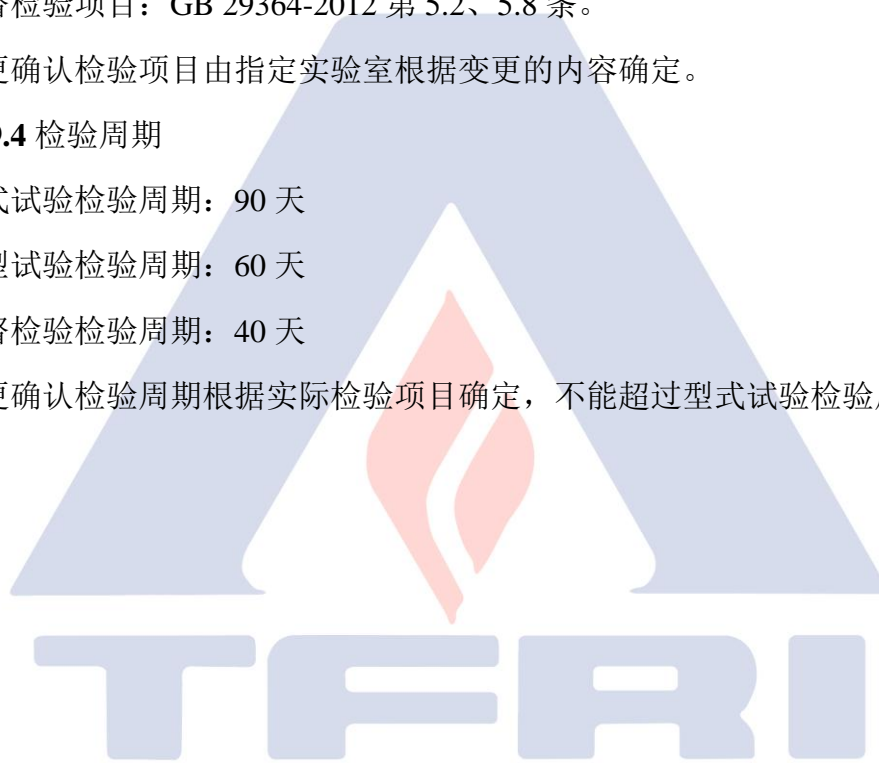 督检验项目：GB 29364-2012 第 5.2、5.8 条。
更确认检验项目由指定实验室根据变更的内容确定。
.4 检验周期
式试验检验周期：90 天
型试验检验周期：60 天
督检验检验周期：40 天
更确认检验周期根据实际检验项目确定，不能超过型式试验检验
TFRI